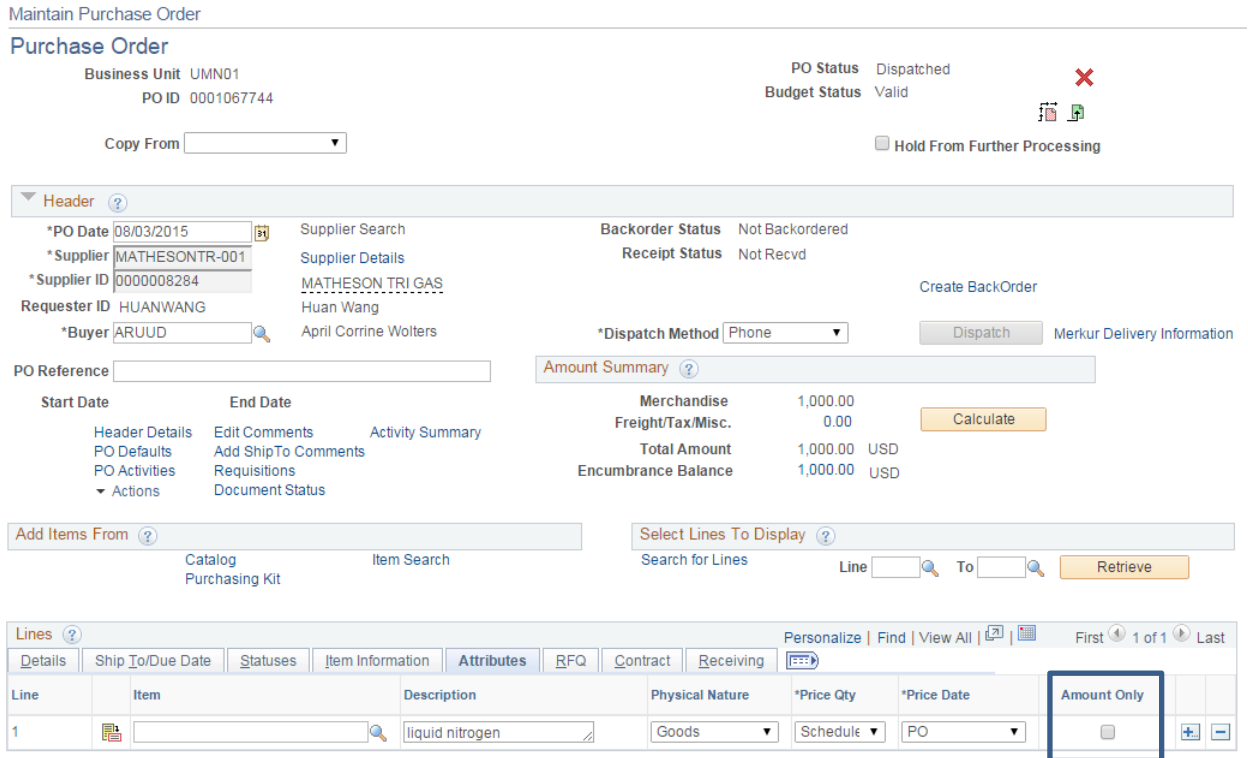 Maintain Purchase Order
Purchase Order
Business Unit UMN01
PO Status Dispatched
PO ID 0001067744
Budget Status Valid
Copy From
Hold From Further Processing
Header ?
*PO Date 08/03/2015 31 Supplier Search Backorder Status Not Backordered
*Supplier MATHESONTR-001 Supplier Details Receipt Status Not Recvd
*Supplier ID 0000008284 MATHESON TRI GAS Create BackOrder
Requester ID HUANWANG Huan Wang
*Buyer ARUUD April Corrine Wolters *Dispatch Method Phone Dispatch Merkur Delivery Information
PO Reference
Amount Summary ?
Start Date End Date
Merchandise 1,000.00
Freight/Tax/Misc. 0.00 Calculate
Header Details Edit Comments Activity Summary
PO Defaults Add ShipTo Comments Total Amount 1,000.00 USD
PO Activities Requisitions Encumbrance Balance 1,000.00 USD
Actions Document Status
Add Items From ?
Select Lines To Display ?
Catalog Item Search
Purchasing Kit
Search for Lines Line To Retrieve
Lines ? Personalize | Find | View All | First 1 of 1 Last
Details Ship To/Due Date Statuses Item Information Attributes RFQ Contract Receiving
Line Item Description Physical Nature *Price Qty *Price Date Amount Only
1 liquid nitrogen Goods Schedule PO